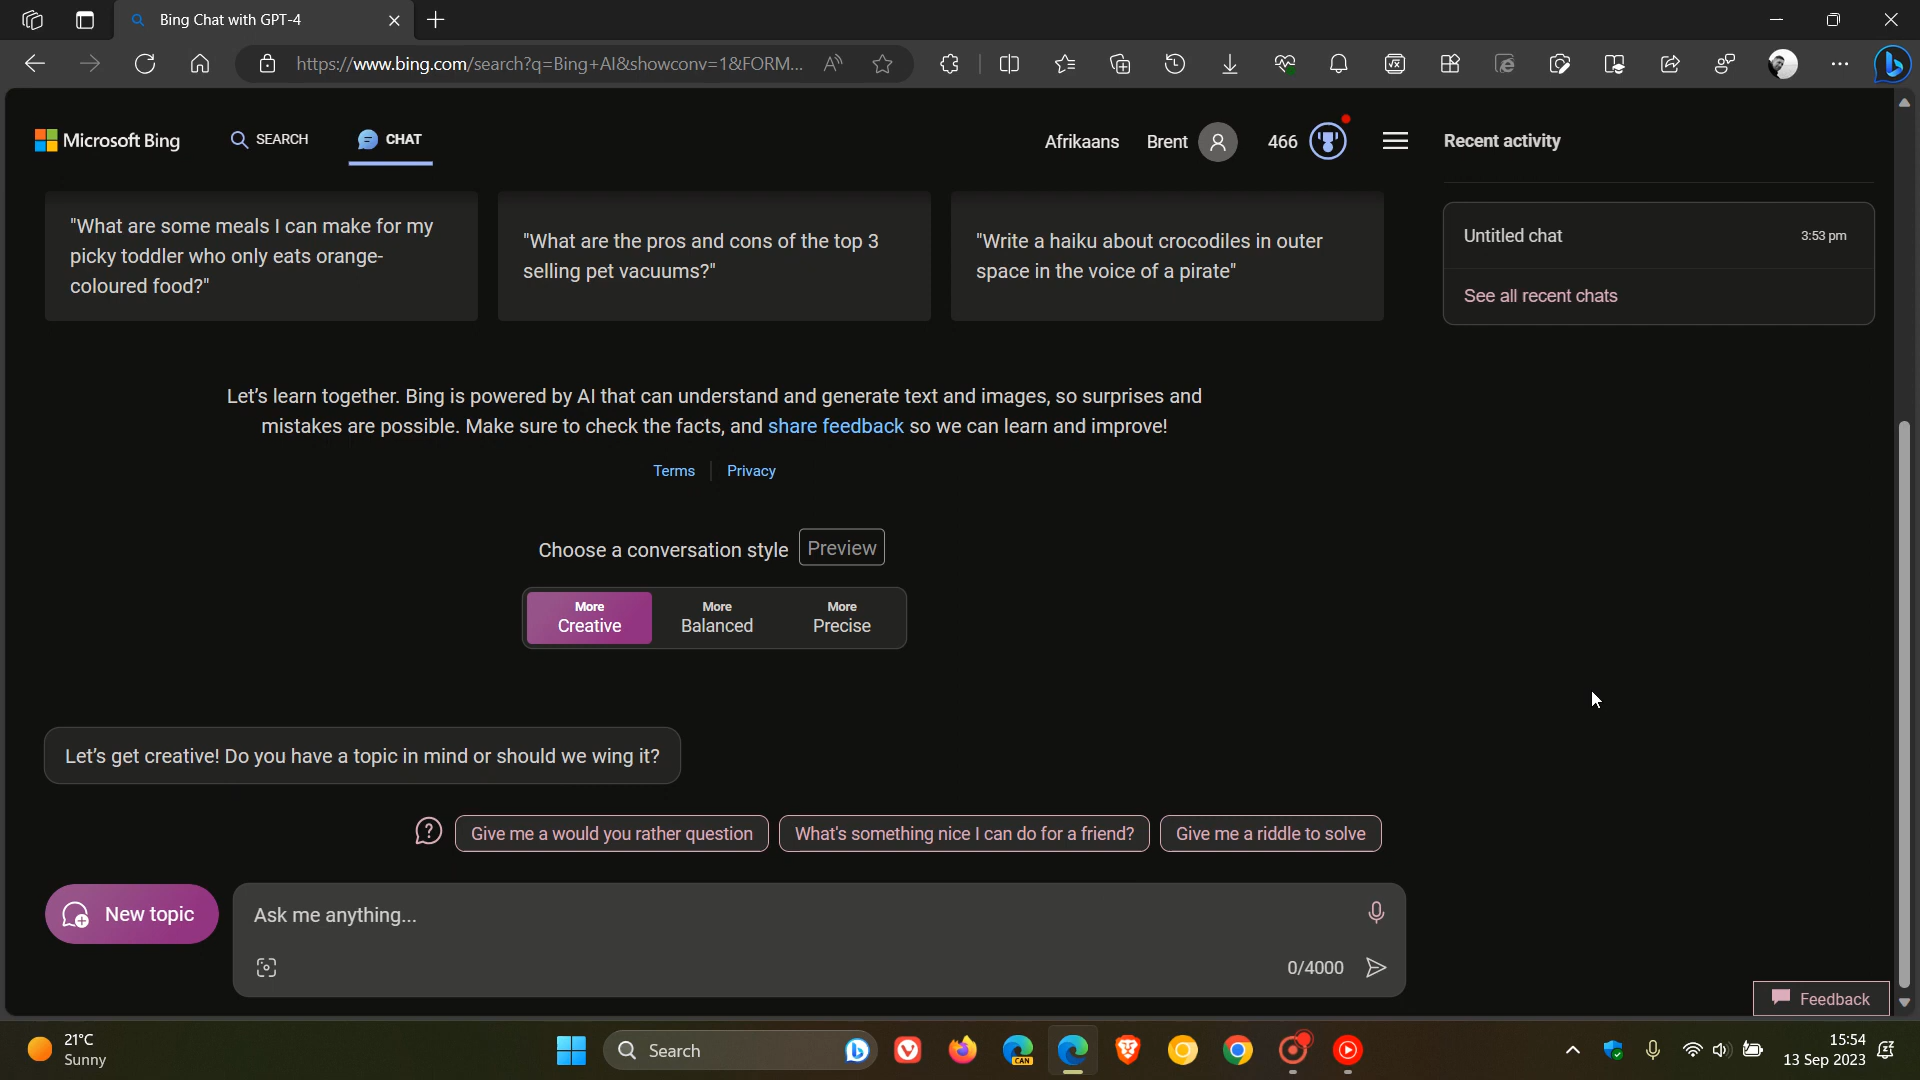 Bing Chat with GPT-4
https://www.bing.com/search?q=Bing+AI&showconv=1&FORM...
Microsoft Bing
SEARCH
CHAT
Afrikaans
Brent
466
Recent activity
"What are some meals I can make for my
picky toddler who only eats orange-
coloured food?"
"What are the pros and cons of the top 3
selling pet vacuums?"
"Write a haiku about crocodiles in outer
space in the voice of a pirate"
Untitled chat
3:53 pm
See all recent chats
Let's learn together. Bing is powered by AI that can understand and generate text and images, so surprises and
mistakes are possible. Make sure to check the facts, and share feedback so we can learn and improve!
Terms
Privacy
Choose a conversation style
Preview
More
Creative
More
Balanced
More
Precise
Let's get creative! Do you have a topic in mind or should we wing it?
Give me a would you rather question
What's something nice I can do for a friend?
Give me a riddle to solve
New topic
Ask me anything...
0/4000
Feedback
21°C
Sunny
Search
CAN
15:54
13 Sep 2023